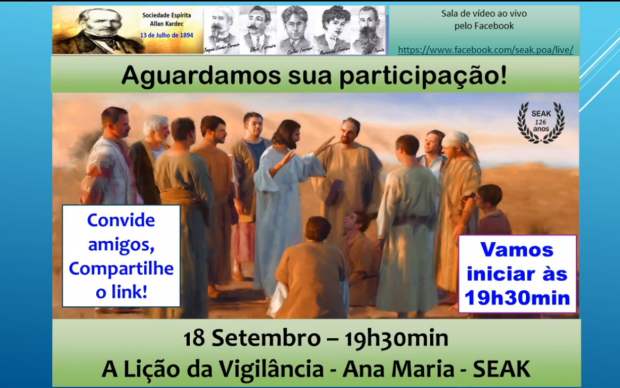 Sociedade Espírita
Allan Kardec
13 de Julho de 1894
Sala de vídeo ao vivo
pelo Facebook
https://www.facebook.com/seak.poa/live/
Aguardamos sua participação!
SEAK
126
anos
Convide
amigos,
Compartilhe
o link!
Vamos
iniciar às
19h30min
18 Setembro – 19h30min
A Lição da Vigilância - Ana Maria - SEAK